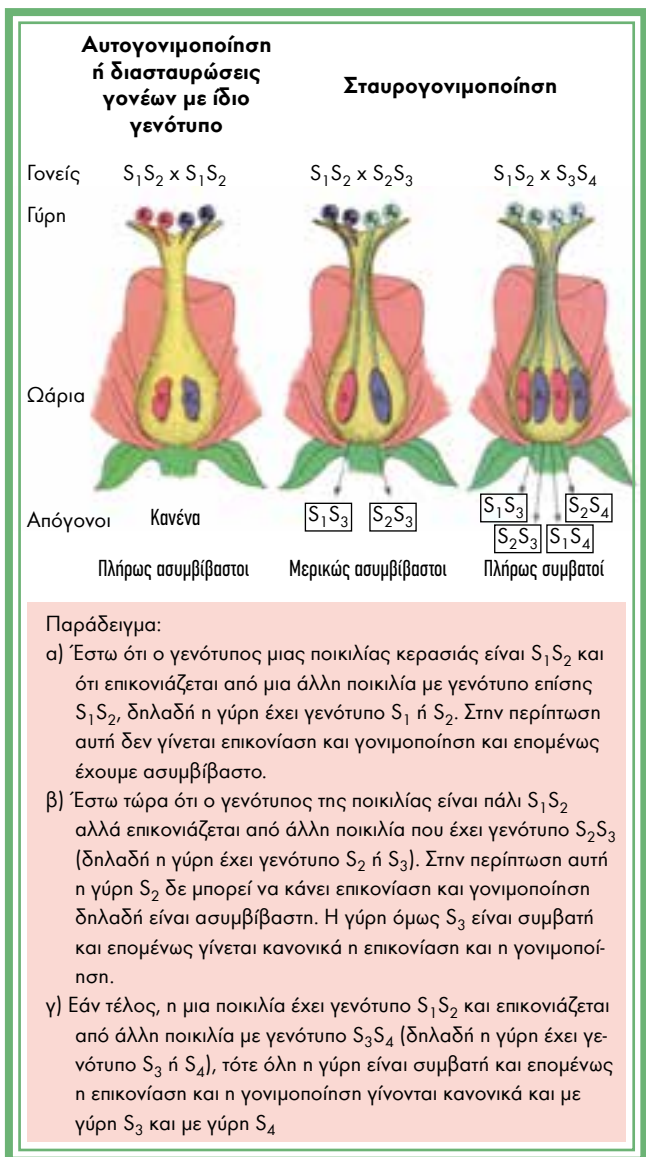 Αυτογονιμοποίηση
ή διασταυρώσεις
γονέων με ίδιο
γενότυπο
Σταυρογονιμοποίηση
Γονείς S₁S₂ x S₁S₂ S₁S₂ x S₂S₃ S₁S₂ x S₃S₄
Γύρη
Ωάρια
Απόγονοι Κανένα S₁S₃ S₂S₃ S₁S₃ S₂S₄
S₂S₃ S₁S₄
Πλήρως ασυμβίβαστοι Μερικώς ασυμβίβαστοι Πλήρως συμβατοί
Παράδειγμα:
α) Έστω ότι ο γενότυπος μιας ποικιλίας κερασιάς είναι S₁S₂ και
ότι επικονιάζεται από μια άλλη ποικιλία με γενότυπο επίσης
S₁S₂, δηλαδή η γύρη έχει γενότυπο S₁ ή S₂. Στην περίπτωση
αυτή δεν γίνεται επικονίαση και γονιμοποίηση και επομένως
έχουμε ασυμβίβαστο.
β) Έστω τώρα ότι ο γενότυπος της ποικιλίας είναι πάλι S₁S₂
αλλά επικονιάζεται από άλλη ποικιλία που έχει γενότυπο S₂S₃
(δηλαδή η γύρη έχει γενότυπο S₂ ή S₃). Στην περίπτωση αυτή
η γύρη S₂ δε μπορεί να κάνει επικονίαση και γονιμοποίηση
δηλαδή είναι ασυμβίβαστη. Η γύρη όμως S₃ είναι συμβατή
και επομένως γίνεται κανονικά η επικονίαση και η γονιμοποί-
ηση.
γ) Εάν τέλος, η μια ποικιλία έχει γενότυπο S₁S₂ και επικονιάζεται
από άλλη ποικιλία με γενότυπο S₃S₄ (δηλαδή η γύρη έχει γε-
νότυπο S₃ ή S₄), τότε όλη η γύρη είναι συμβατή και επομένως
η επικονίαση και η γονιμοποίηση γίνονται κανονικά και με
γύρη S₃ και με γύρη S₄